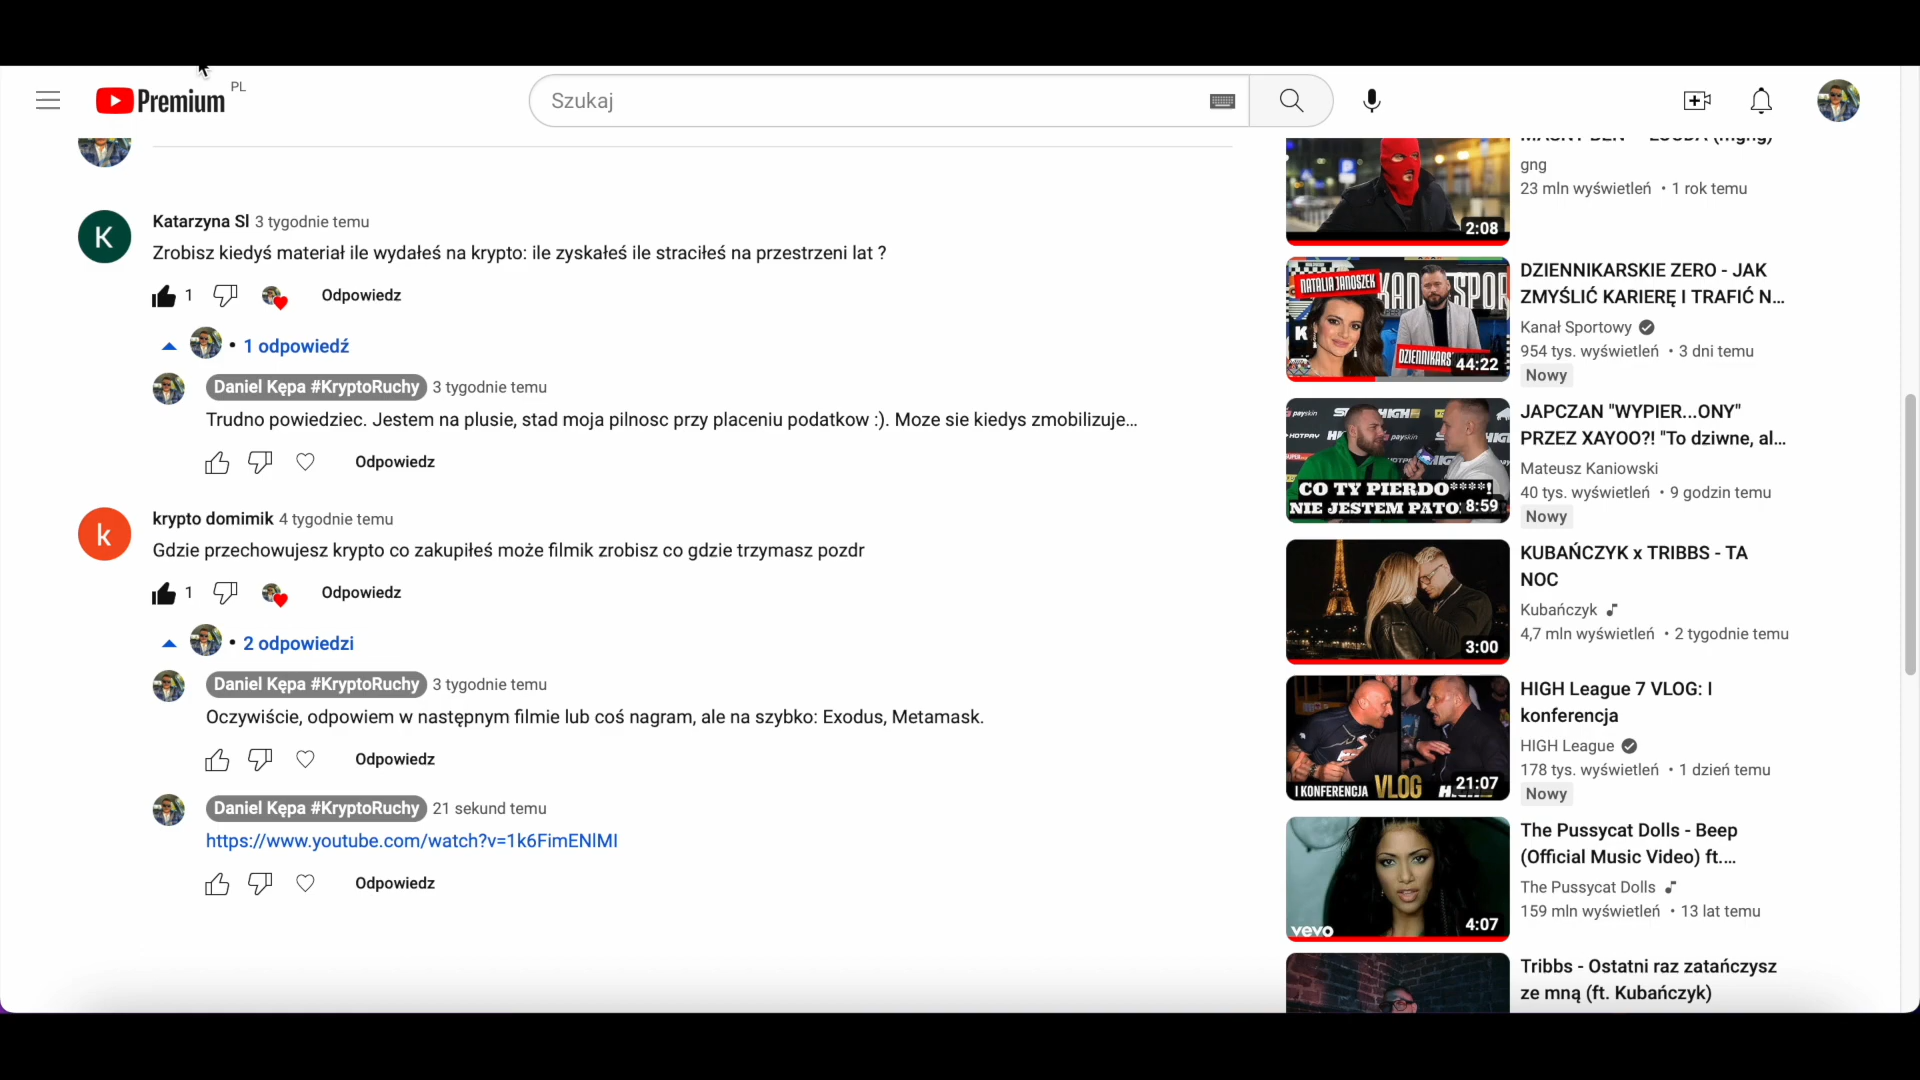 Premium PL
Szukaj
K
Katarzyna Sl 3 tygodnie temu
Zrobisz kiedyś materiał ile wydałeś na krypto: ile zyskałeś ile straciłeś na przestrzeni lat ?
1 Odpowiedz
• 1 odpowiedź
Daniel Kępa #KryptoRuchy 3 tygodnie temu
Trudno powiedziec. Jestem na plusie, stad moja pilnosc przy placeniu podatkow :). Moze sie kiedys zmobilizuje...
Odpowiedz
k
krypto domimik 4 tygodnie temu
Gdzie przechowujesz krypto co zakupiłeś może filmik zrobisz co gdzie trzymasz pozdr
1 Odpowiedz
• 2 odpowiedzi
Daniel Kępa #KryptoRuchy 3 tygodnie temu
Oczywiście, odpowiem w następnym filmie lub coś nagram, ale na szybko: Exodus, Metamask.
Odpowiedz
Daniel Kępa #KryptoRuchy 21 sekund temu
https://www.youtube.com/watch?v=1k6FimENlMI
Odpowiedz
2:08
gng
23 mln wyświetleń • 1 rok temu
NATALIA JANOSZEK
DZIENNIKARS
44:22
DZIENNIKARSKIE ZERO - JAK
ZMYŚLIĆ KARIERĘ I TRAFIĆ N...
Kanał Sportowy
954 tys. wyświetleń • 3 dni temu
Nowy
payskin
CO TY PIERDO****!
NIE JESTEM PATO
8:59
JAPCZAN "WYPIER...ONY"
PRZEZ XAYOO?! "To dziwne, al...
Mateusz Kaniowski
40 tys. wyświetleń • 9 godzin temu
Nowy
3:00
KUBAŃCZYK x TRIBBS - TA
NOC
Kubańczyk
4,7 mln wyświetleń • 2 tygodnie temu
I KONFERENCJA VLOG
21:07
HIGH League 7 VLOG: I
konferencja
HIGH League
178 tys. wyświetleń • 1 dzień temu
Nowy
vevo
4:07
The Pussycat Dolls - Beep
(Official Music Video) ft....
The Pussycat Dolls
159 mln wyświetleń • 13 lat temu
Tribbs - Ostatni raz zatańczysz
ze mną (ft. Kubańczyk)